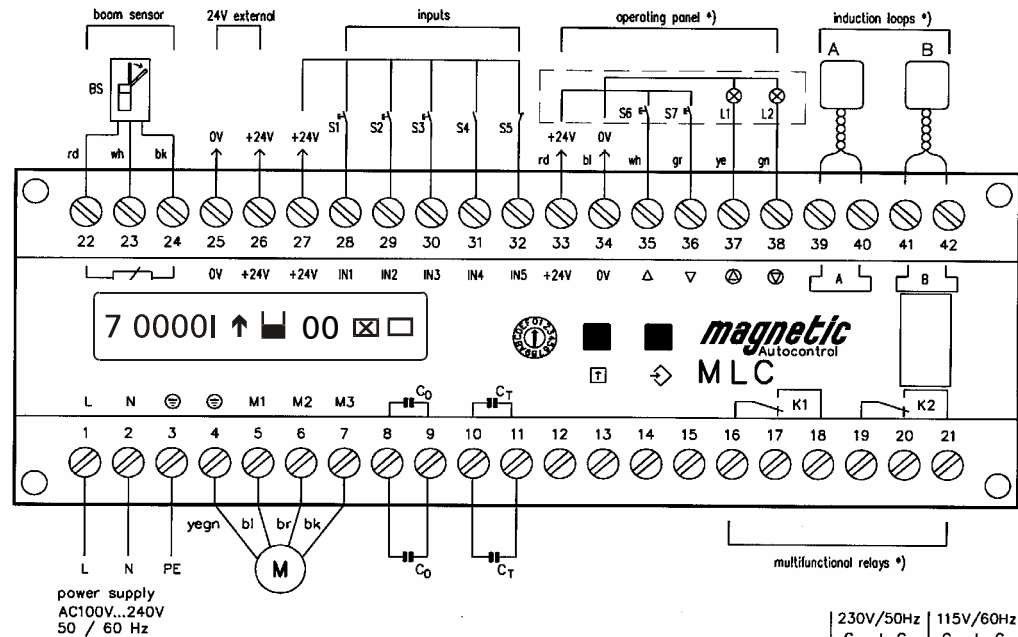 boom sensor 24V external inputs operating panel *) induction loops *)
A B
BS
S1 S2 S3 S4 S5 S6 S7 L1 L2
0V +24V +24V +24V 0V
rd wh bk rd bl wh gr ye gn
22 23 24 25 26 27 28 29 30 31 32 33 34 35 36 37 38 39 40 41 42
0V +24V +24V IN1 IN2 IN3 IN4 IN5 +24V 0V A B
7 0000I ↑ 00
0123456789ABCDEF
magnetic
Autocontrol
MLC
L N M1 M2 M3 C0 CT K1 K2
1 2 3 4 5 6 7 8 9 10 11 12 13 14 15 16 17 18 19 20 21
yegn bl br bk
L N PE M C0 CT
multifunctional relays *)
power supply
AC100V...240V
50 / 60 Hz
230V/50Hz 115V/60Hz